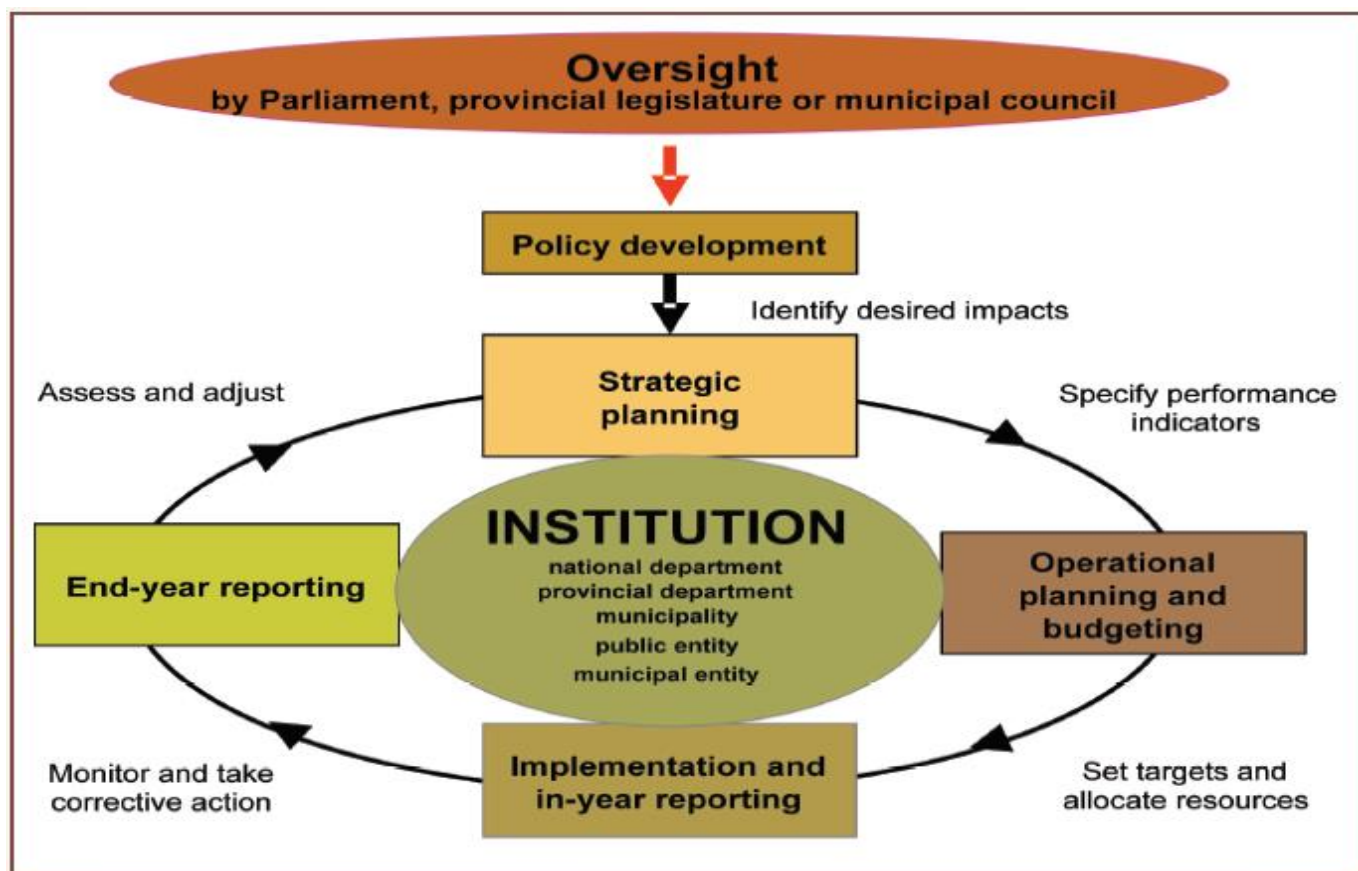 Oversight
by Parliament, provincial legislature or municipal council
Policy development
Identify desired impacts
Strategic
planning
Assess and adjust
Specify performance
indicators
INSTITUTION
national department
provincial department
municipality
public entity
municipal entity
End-year reporting
Operational
planning and
budgeting
Implementation and
in-year reporting
Monitor and take
corrective action
Set targets and
allocate resources